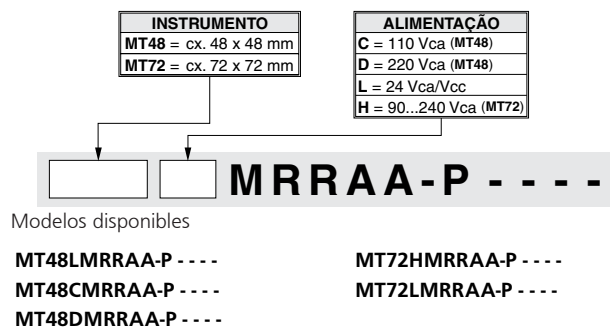 INSTRUMENTO
MT48 = cx. 48 x 48 mm
MT72 = cx. 72 x 72 mm
ALIMENTAÇÃO
C = 110 Vca (MT48)
D = 220 Vca (MT48)
L = 24 Vca/Vcc
H = 90...240 Vca (MT72)
MRRAA-P - - - -
Modelos disponibles
MT48LMRRAA-P - - - -
MT48CMRRAA-P - - - -
MT48DMRRAA-P - - - -
MT72HMRRAA-P - - - -
MT72LMRRAA-P - - - -